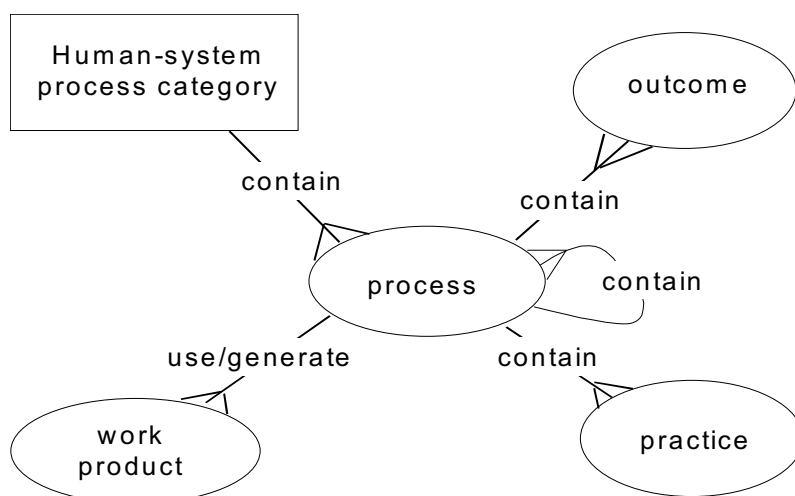 Human-system
process category
outcome
contain
contain
process
contain
use/generate
contain
work
product
practice